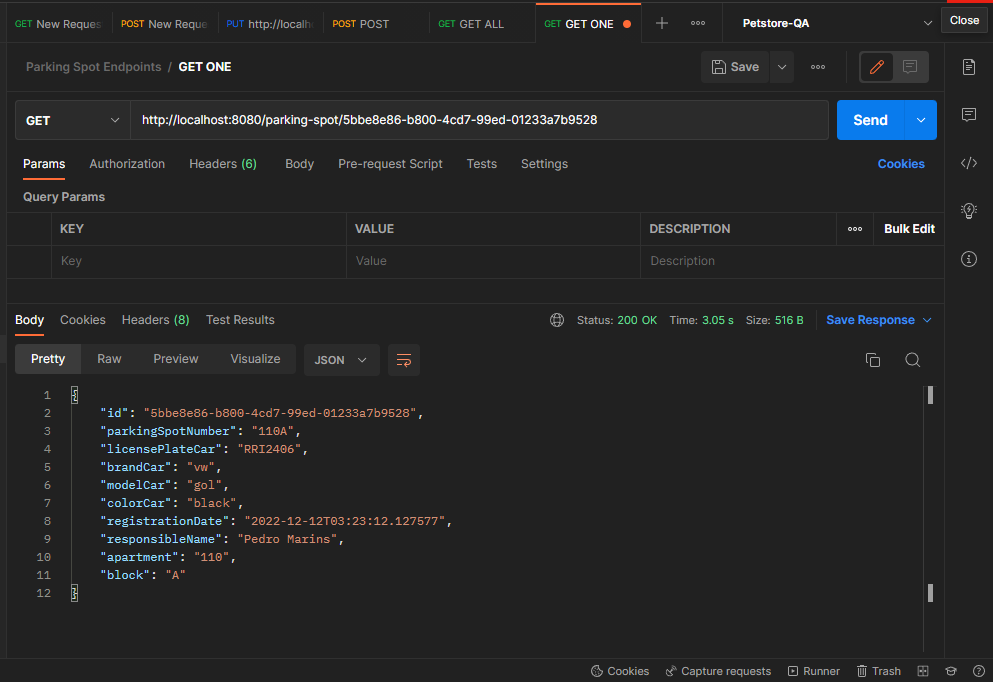 GET New Reques POST New Reque PUT http://localh POST POST GET GET ALL GET GET ONE Petstore-QA Close
Parking Spot Endpoints / GET ONE Save
GET http://localhost:8080/parking-spot/5bbe8e86-b800-4cd7-99ed-01233a7b9528 Send
Params Authorization Headers (6) Body Pre-request Script Tests Settings Cookies
Query Params
KEY VALUE DESCRIPTION Bulk Edit
Key Value Description
Body Cookies Headers (8) Test Results Status: 200 OK Time: 3.05 s Size: 516 B Save Response
Pretty Raw Preview Visualize JSON
1 {
2 "id": "5bbe8e86-b800-4cd7-99ed-01233a7b9528",
3 "parkingSpotNumber": "110A",
4 "licensePlateCar": "RRI2406",
5 "brandCar": "vw",
6 "modelCar": "gol",
7 "colorCar": "black",
8 "registrationDate": "2022-12-12T03:23:12.127577",
9 "responsibleName": "Pedro Marins",
10 "apartment": "110",
11 "block": "A"
12 }
Cookies Capture requests Runner Trash